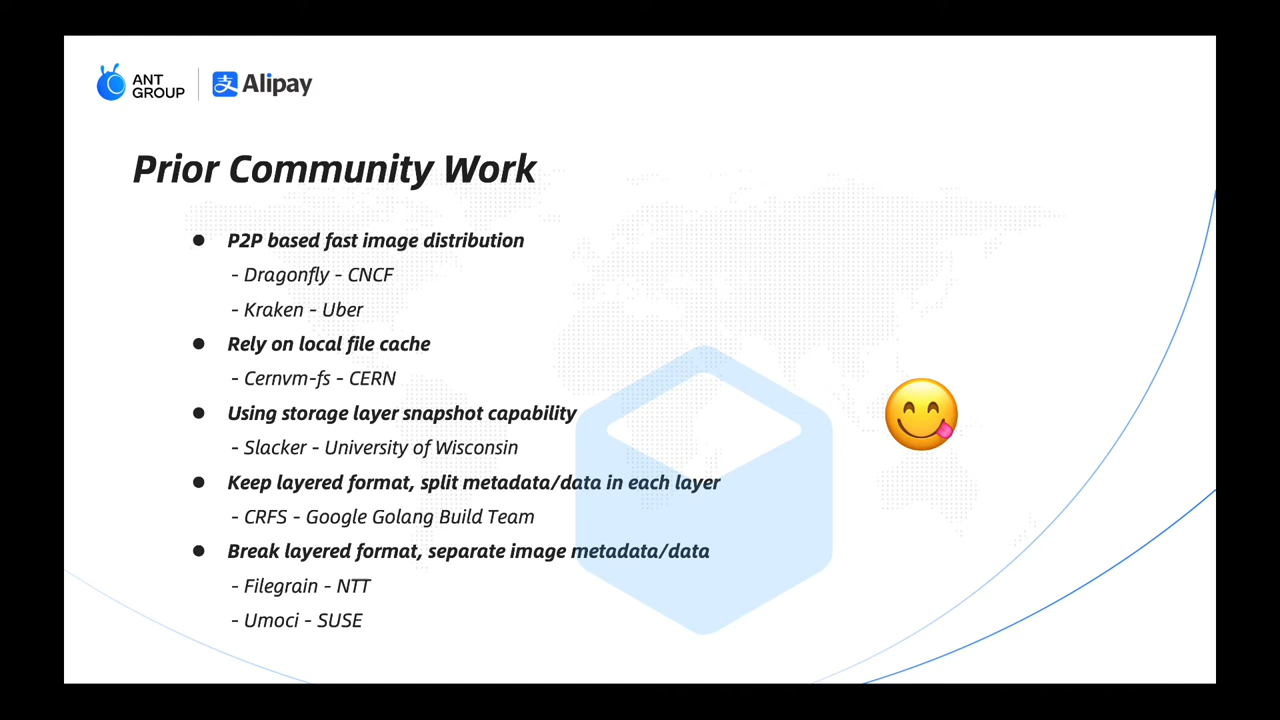 ANT
GROUP
支 Alipay
Prior Community Work
● P2P based fast image distribution
- Dragonfly - CNCF
- Kraken - Uber
● Rely on local file cache
- Cernvm-fs - CERN
● Using storage layer snapshot capability
- Slacker - University of Wisconsin
● Keep layered format, split metadata/data in each layer
- CRFS - Google Golang Build Team
● Break layered format, separate image metadata/data
- Filegrain - NTT
- Umoci - SUSE